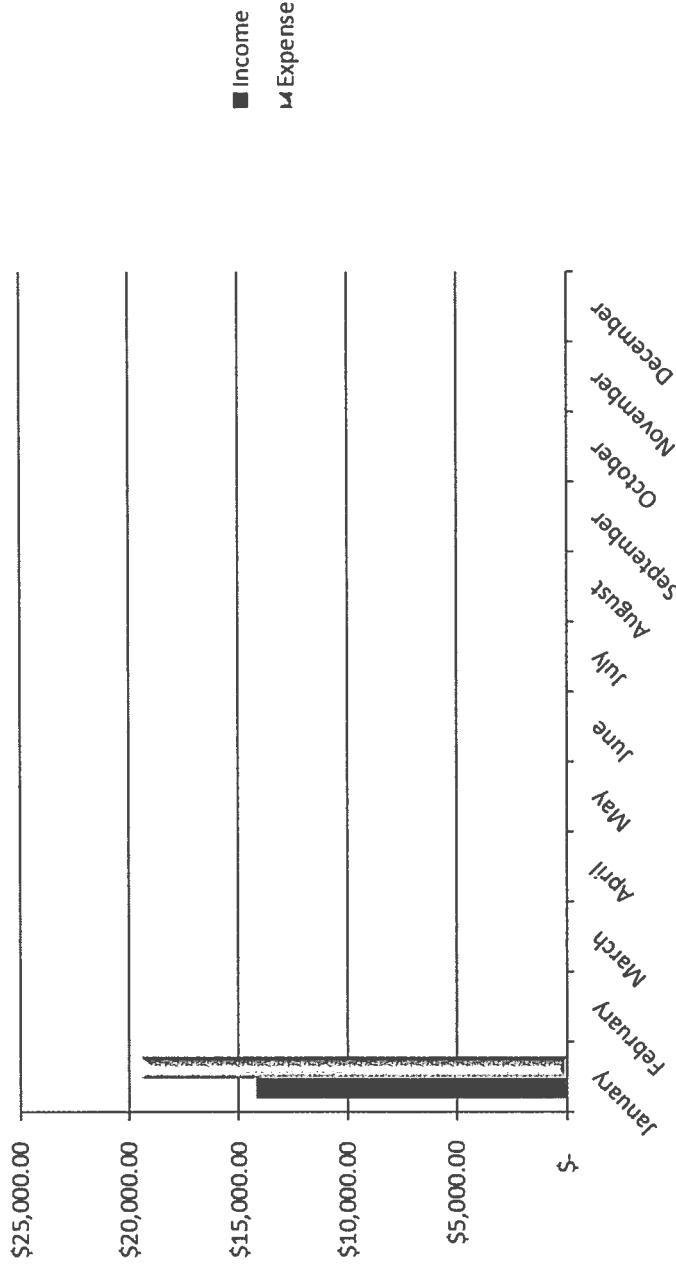 $25,000.00
$20,000.00
$15,000.00
$10,000.00
$5,000.00
$-
January
February
March
April
May
June
July
August
September
October
November
December
Income
Expense